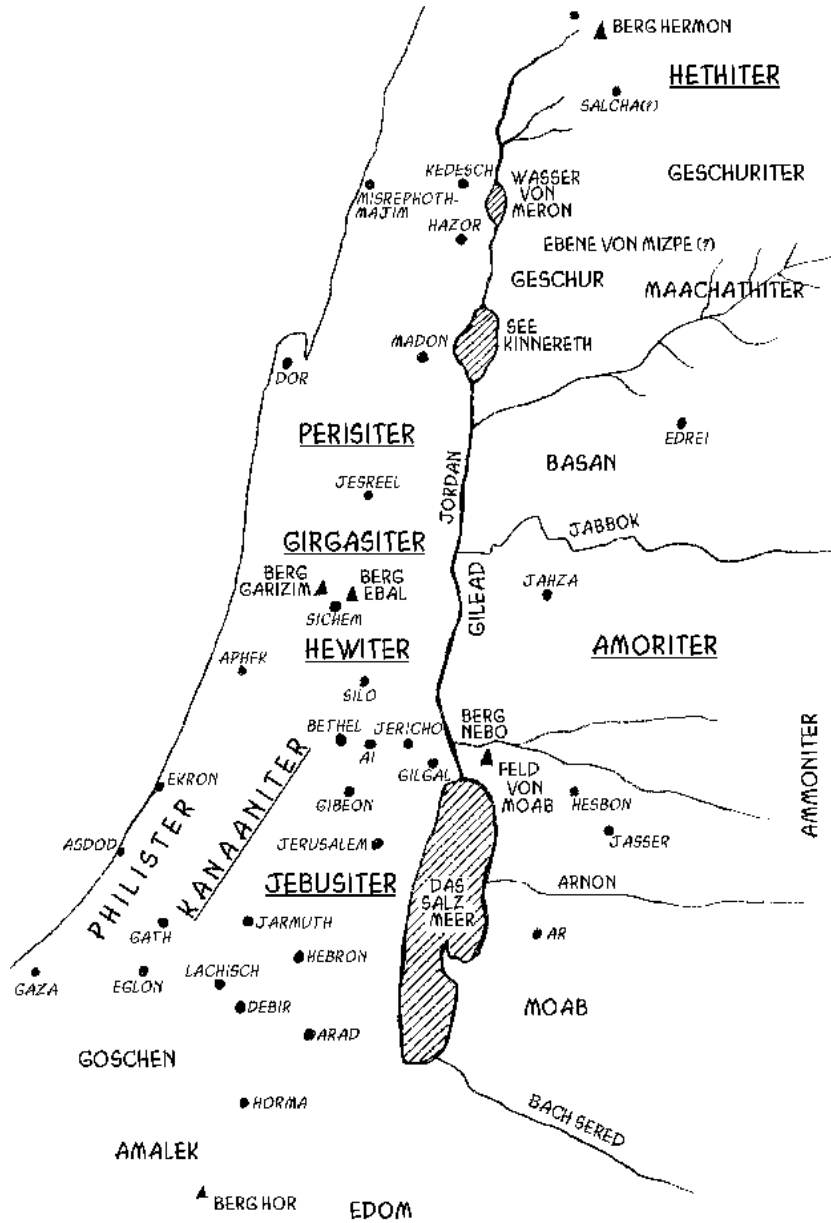 BERG HERMON
HETHITER
SALCHA(?)
KEDESCH
WASSER
VON
MERON
GESCHURITER
MISREPHOTH-
MAJIM
HAZOR
EBENE VON MIZPE (?)
GESCHUR
MAACHATHITER
SEE
KINNERETH
MADON
DOR
PERISITER
EDREI
BASAN
JESREEL
JORDAN
JABBOK
GIRGASITER
BERG
GARIZIM
BERG
EBAL
GILEAD
JAHZA
SICHEM
HEWITER
AMORITER
APHEK
SILO
BETHEL
JERICHO
BERG
NEBO
AI
GILGAL
FELD
VON
MOAB
AMMONITER
EKRON
KANAANITER
GIBEON
HESBON
PHILISTER
ASDOD
JERUSALEM
JASSER
JEBUSITER
DAS
SALZ
MEER
ARNON
GATH
JARMUTH
AR
HEBRON
GAZA
EGLON
LACHISCH
DEBIR
MOAB
ARAD
GOSCHEN
HORMA
BACH SERED
AMALEK
BERG HOR
EDOM